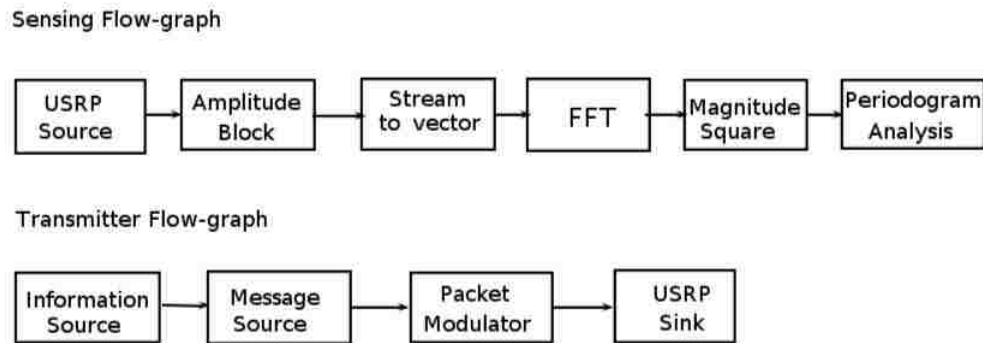 Sensing Flow-graph
USRP
Source
Amplitude
Block
Stream
to vector
FFT
Magnitude
Square
Periodogram
Analysis
Transmitter Flow-graph
Information
Source
Message
Source
Packet
Modulator
USRP
Sink